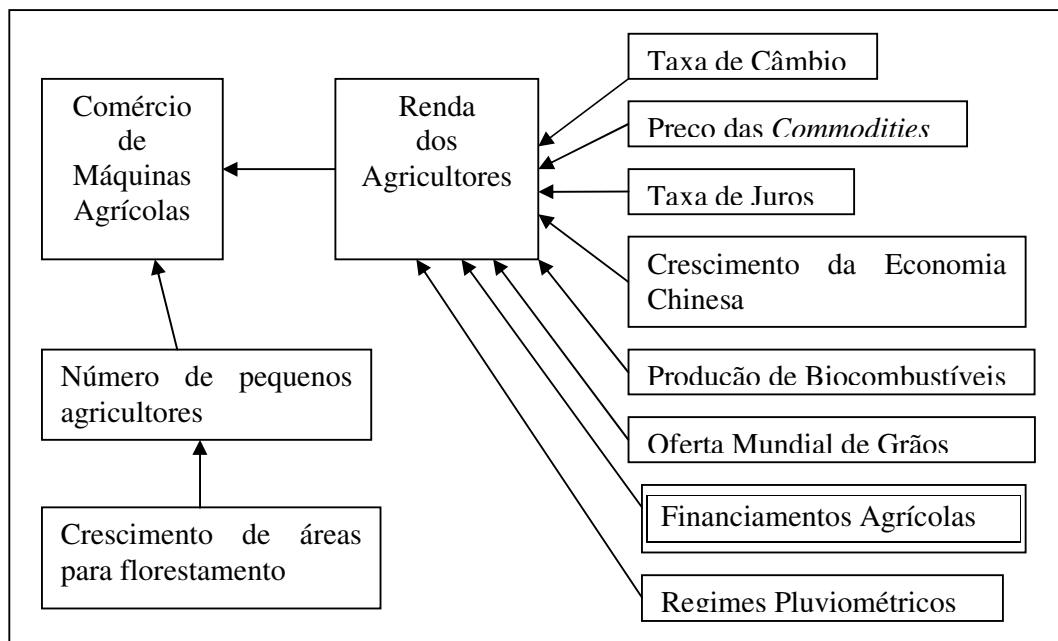 Comércio
de
Máquinas
Agrícolas
Renda
dos
Agricultores
Taxa de Câmbio
Preco das Commodities
Taxa de Juros
Crescimento da Economia
Chinesa
Producão de Biocombustíveis
Oferta Mundial de Grãos
Financiamentos Agrícolas
Regimes Pluviométricos
Número de pequenos
agricultores
Crescimento de áreas
para florestamento